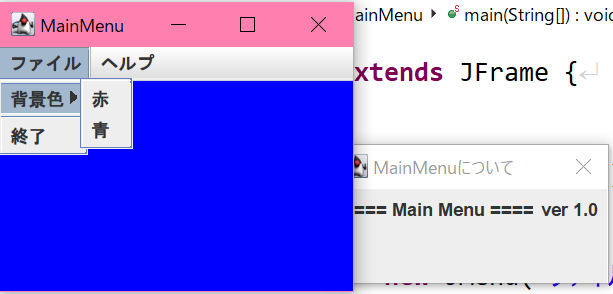 MainMenu
ファイル ヘルプ
背景色
赤
青
終了
ainMenu
main(String[]) : voi
xtends JFrame {
MainMenuについて
=== Main Menu ==== ver 1.0